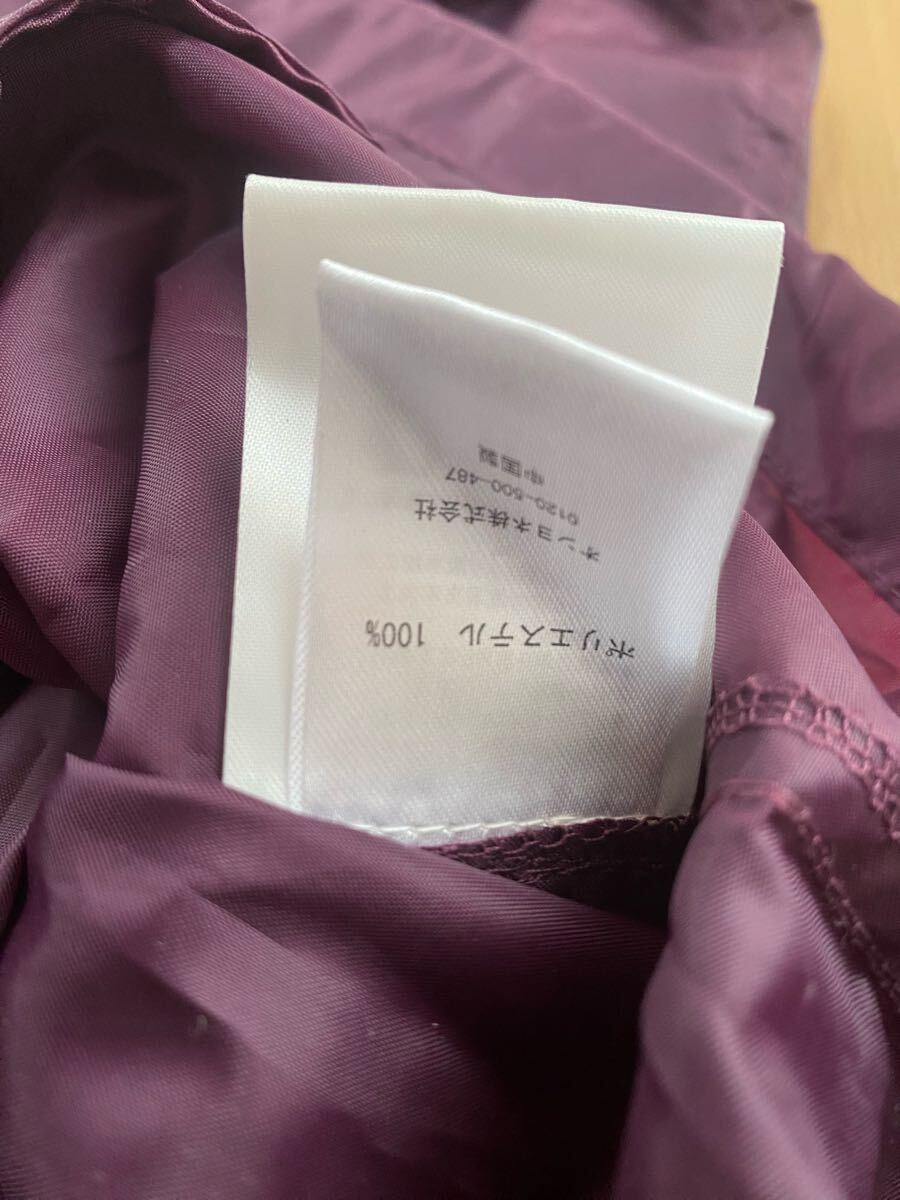 ポリエステル 100%
オンヨネ株式会社
0120-500-487
中国製